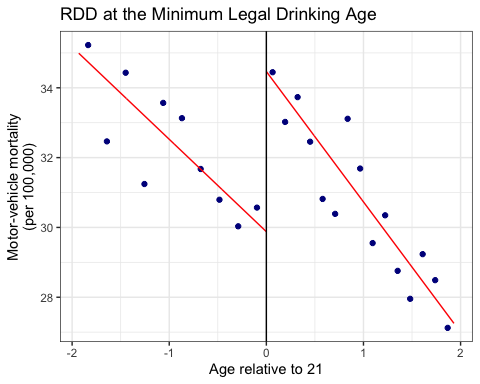 RDD at the Minimum Legal Drinking Age
Motor-vehicle mortality
(per 100,000)
34
32
30
28
-2
-1
0
1
2
Age relative to 21